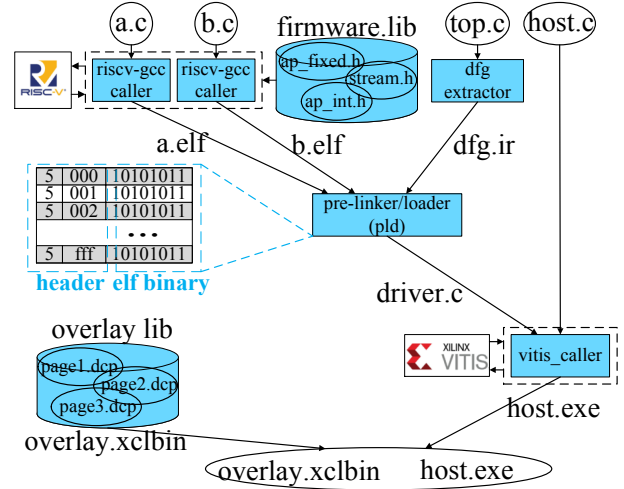 a.c
b.c
firmware.lib
top.c
host.c
RISC-V
riscv-gcc
caller
riscv-gcc
caller
ap_fixed.h
stream.h
ap_int.h
dfg
extractor
a.elf
b.elf
dfg.ir
5 000 10101011
5 001 10101011
5 002 10101011
...
5 fff 10101011
header elf binary
pre-linker/loader
(pld)
driver.c
overlay lib
page1.dcp
page2.dcp
page3.dcp
overlay.xclbin
XILINX
VITIS
vitis_caller
host.exe
overlay.xclbin host.exe